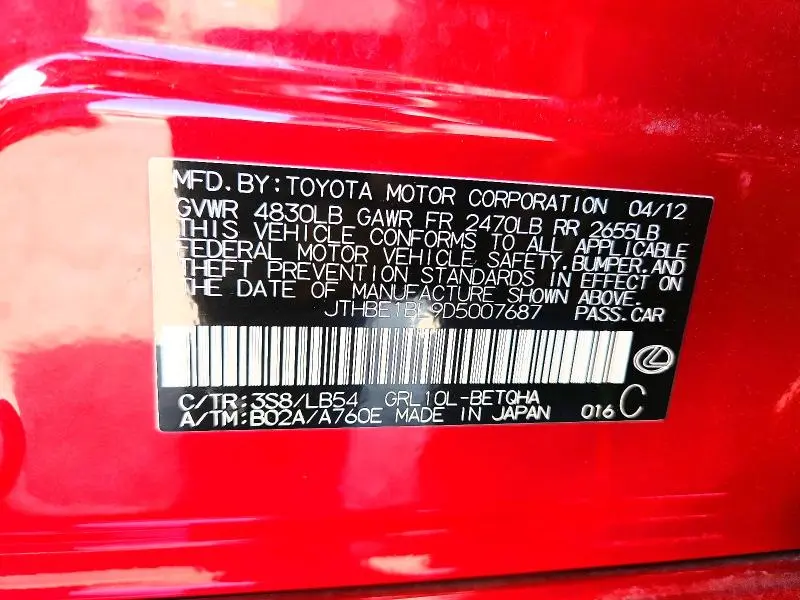 MFD. BY: TOYOTA MOTOR CORPORATION 04/12
GVWR 4830LB GAWR FR 2470LB RR 2655LB
THIS VEHICLE CONFORMS TO ALL APPLICABLE
FEDERAL MOTOR VEHICLE SAFETY, BUMPER, AND
THEFT PREVENTION STANDARDS IN EFFECT ON
THE DATE OF MANUFACTURE SHOWN ABOVE.
PASS. CAR
C/TR: 3S8/LB54 GRL10L-BETQHA
A/TM: B02A/A760E MADE IN JAPAN 016 C